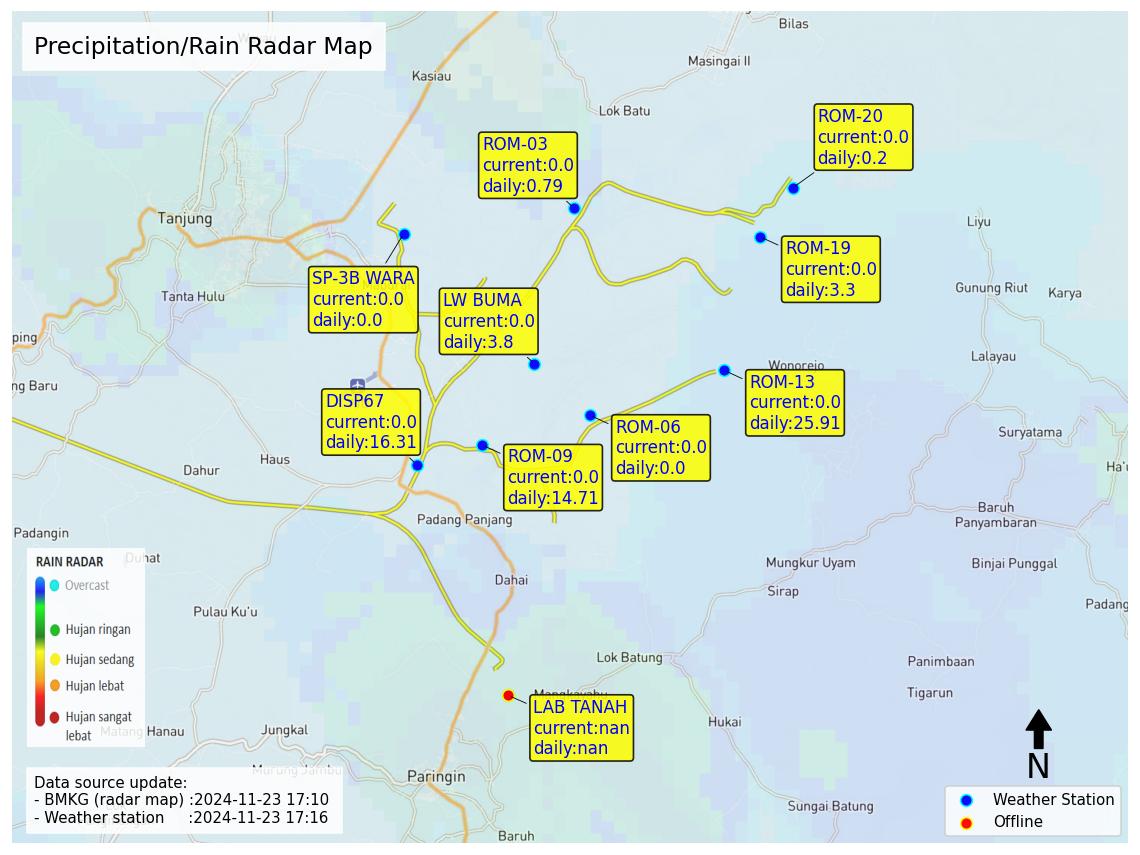 Precipitation/Rain Radar Map
Bilas
Masingai II
Kasiau
Lok Batu
ROM-20
current:0.0
daily:0.2
ROM-03
current:0.0
daily:0.79
Tanjung
Liyu
ROM-19
current:0.0
daily:3.3
SP-3B WARA
current:0.0
daily:0.0
Tanta Hulu
LW BUMA
current:0.0
daily:3.8
Gunung Riut
Karya
ping
Lalayau
Wonorejo
ng Baru
ROM-13
current:0.0
daily:25.91
DISP67
current:0.0
daily:16.31
ROM-06
current:0.0
daily:0.0
Suryatama
ROM-09
current:0.0
daily:14.71
Haus
Dahur
Ha'u
Baruh
Panyambaran
Padang Panjang
Padangin
Duhat
Mungkur Uyam
Binjai Punggal
Dahai
Sirap
Padang
Pulau Ku'u
RAIN RADAR
Overcast
Hujan ringan
Hujan sedang
Hujan lebat
Hujan sangat
lebat
Lok Batung
Panimbaan
Tigarun
LAB TANAH
current:nan
daily:nan
Hukai
Matang Hanau
Jungkal
Murung Jambu
Paringin
N
Sungai Batung
Baruh
Data source update:
- BMKG (radar map) :2024-11-23 17:10
- Weather station :2024-11-23 17:16
Weather Station
Offline